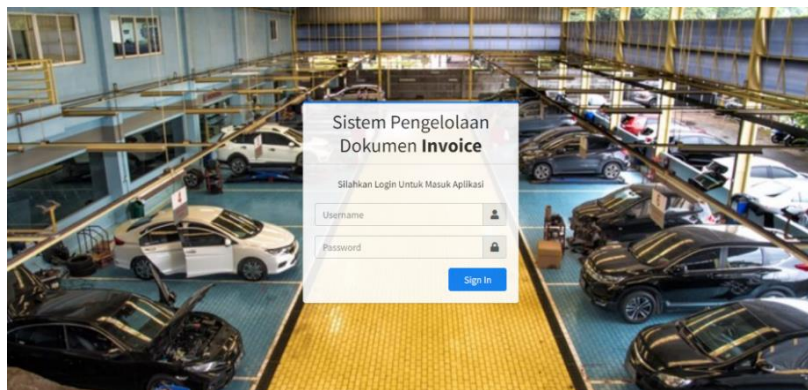 Sistem Pengelolaan
Dokumen Invoice
Silahkan Login Untuk Masuk Aplikasi
Username
Password
Sign In